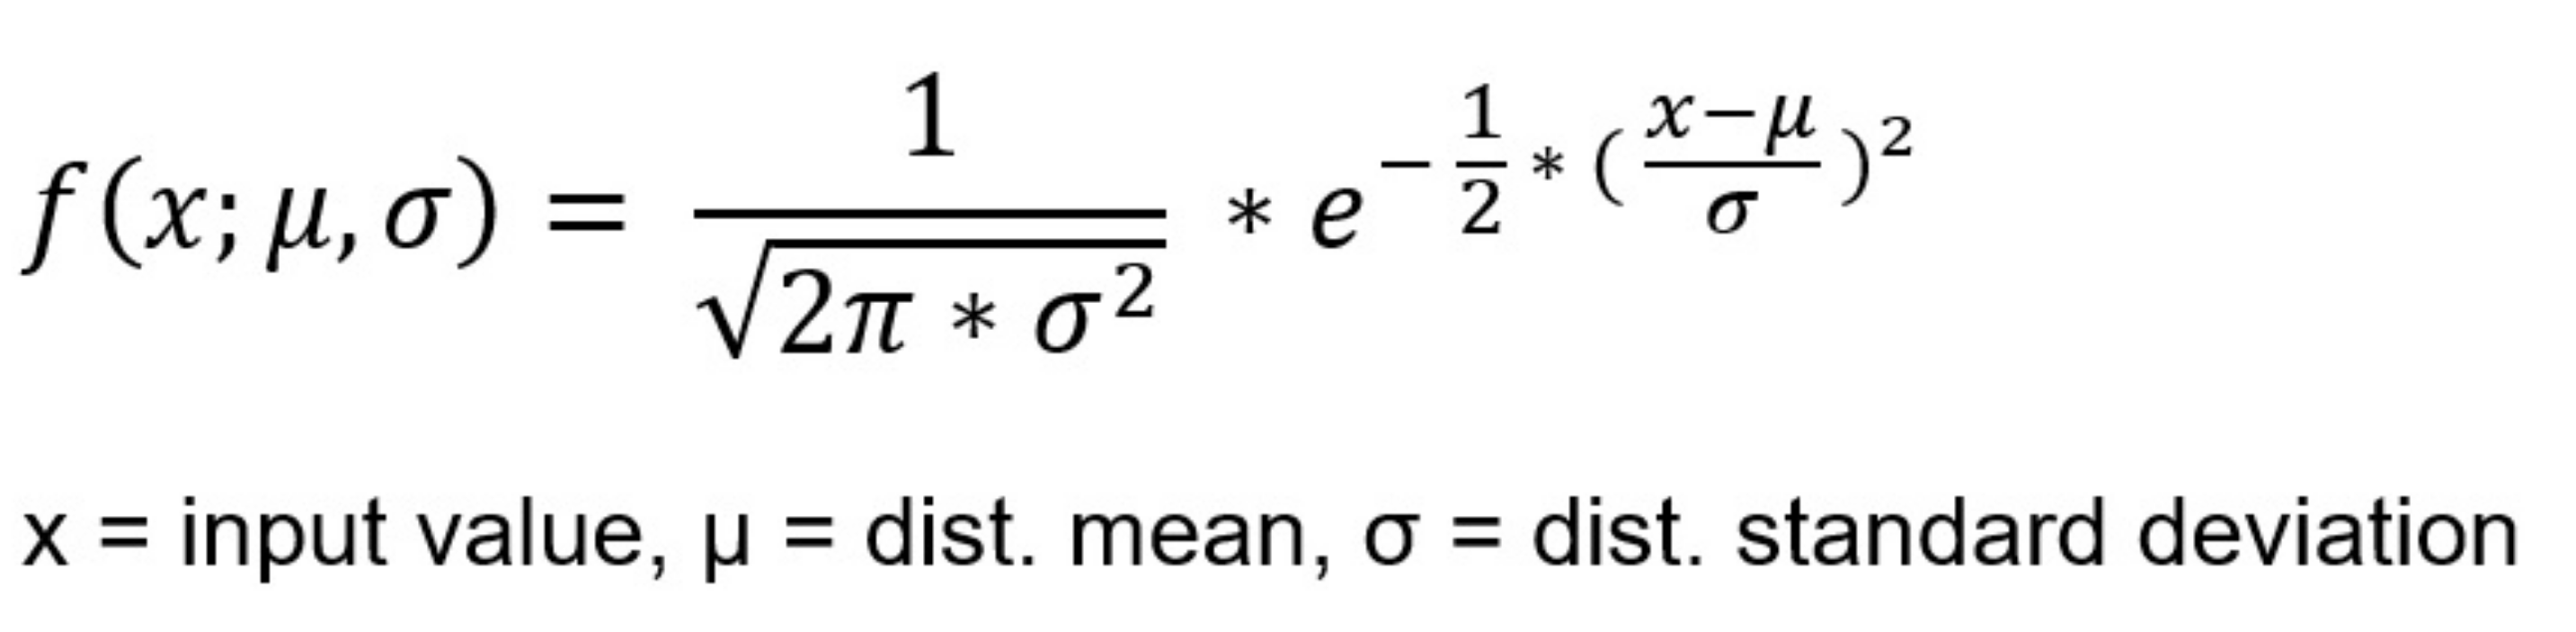 f(x; μ, σ) = 1 / √(2π * σ²) * e^(−1/2 * ((x−μ)/σ)²)
x = input value, μ = dist. mean, σ = dist. standard deviation